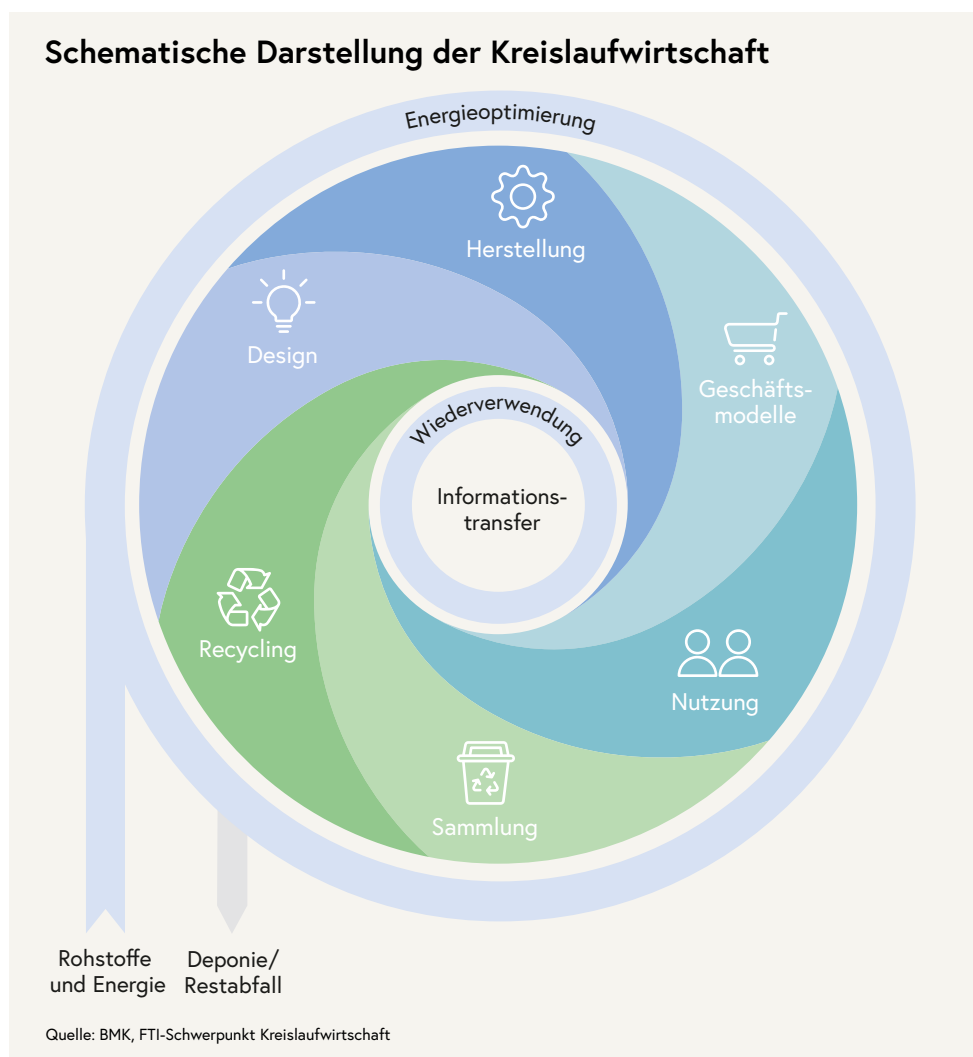 Schematische Darstellung der Kreislaufwirtschaft
Energieoptimierung
Herstellung
Design
Geschäfts-
modelle
Wiederverwendung
Informations-
transfer
Recycling
Nutzung
Sammlung
Rohstoffe
und Energie
Deponie/
Restabfall
Quelle: BMK, FTI-Schwerpunkt Kreislaufwirtschaft